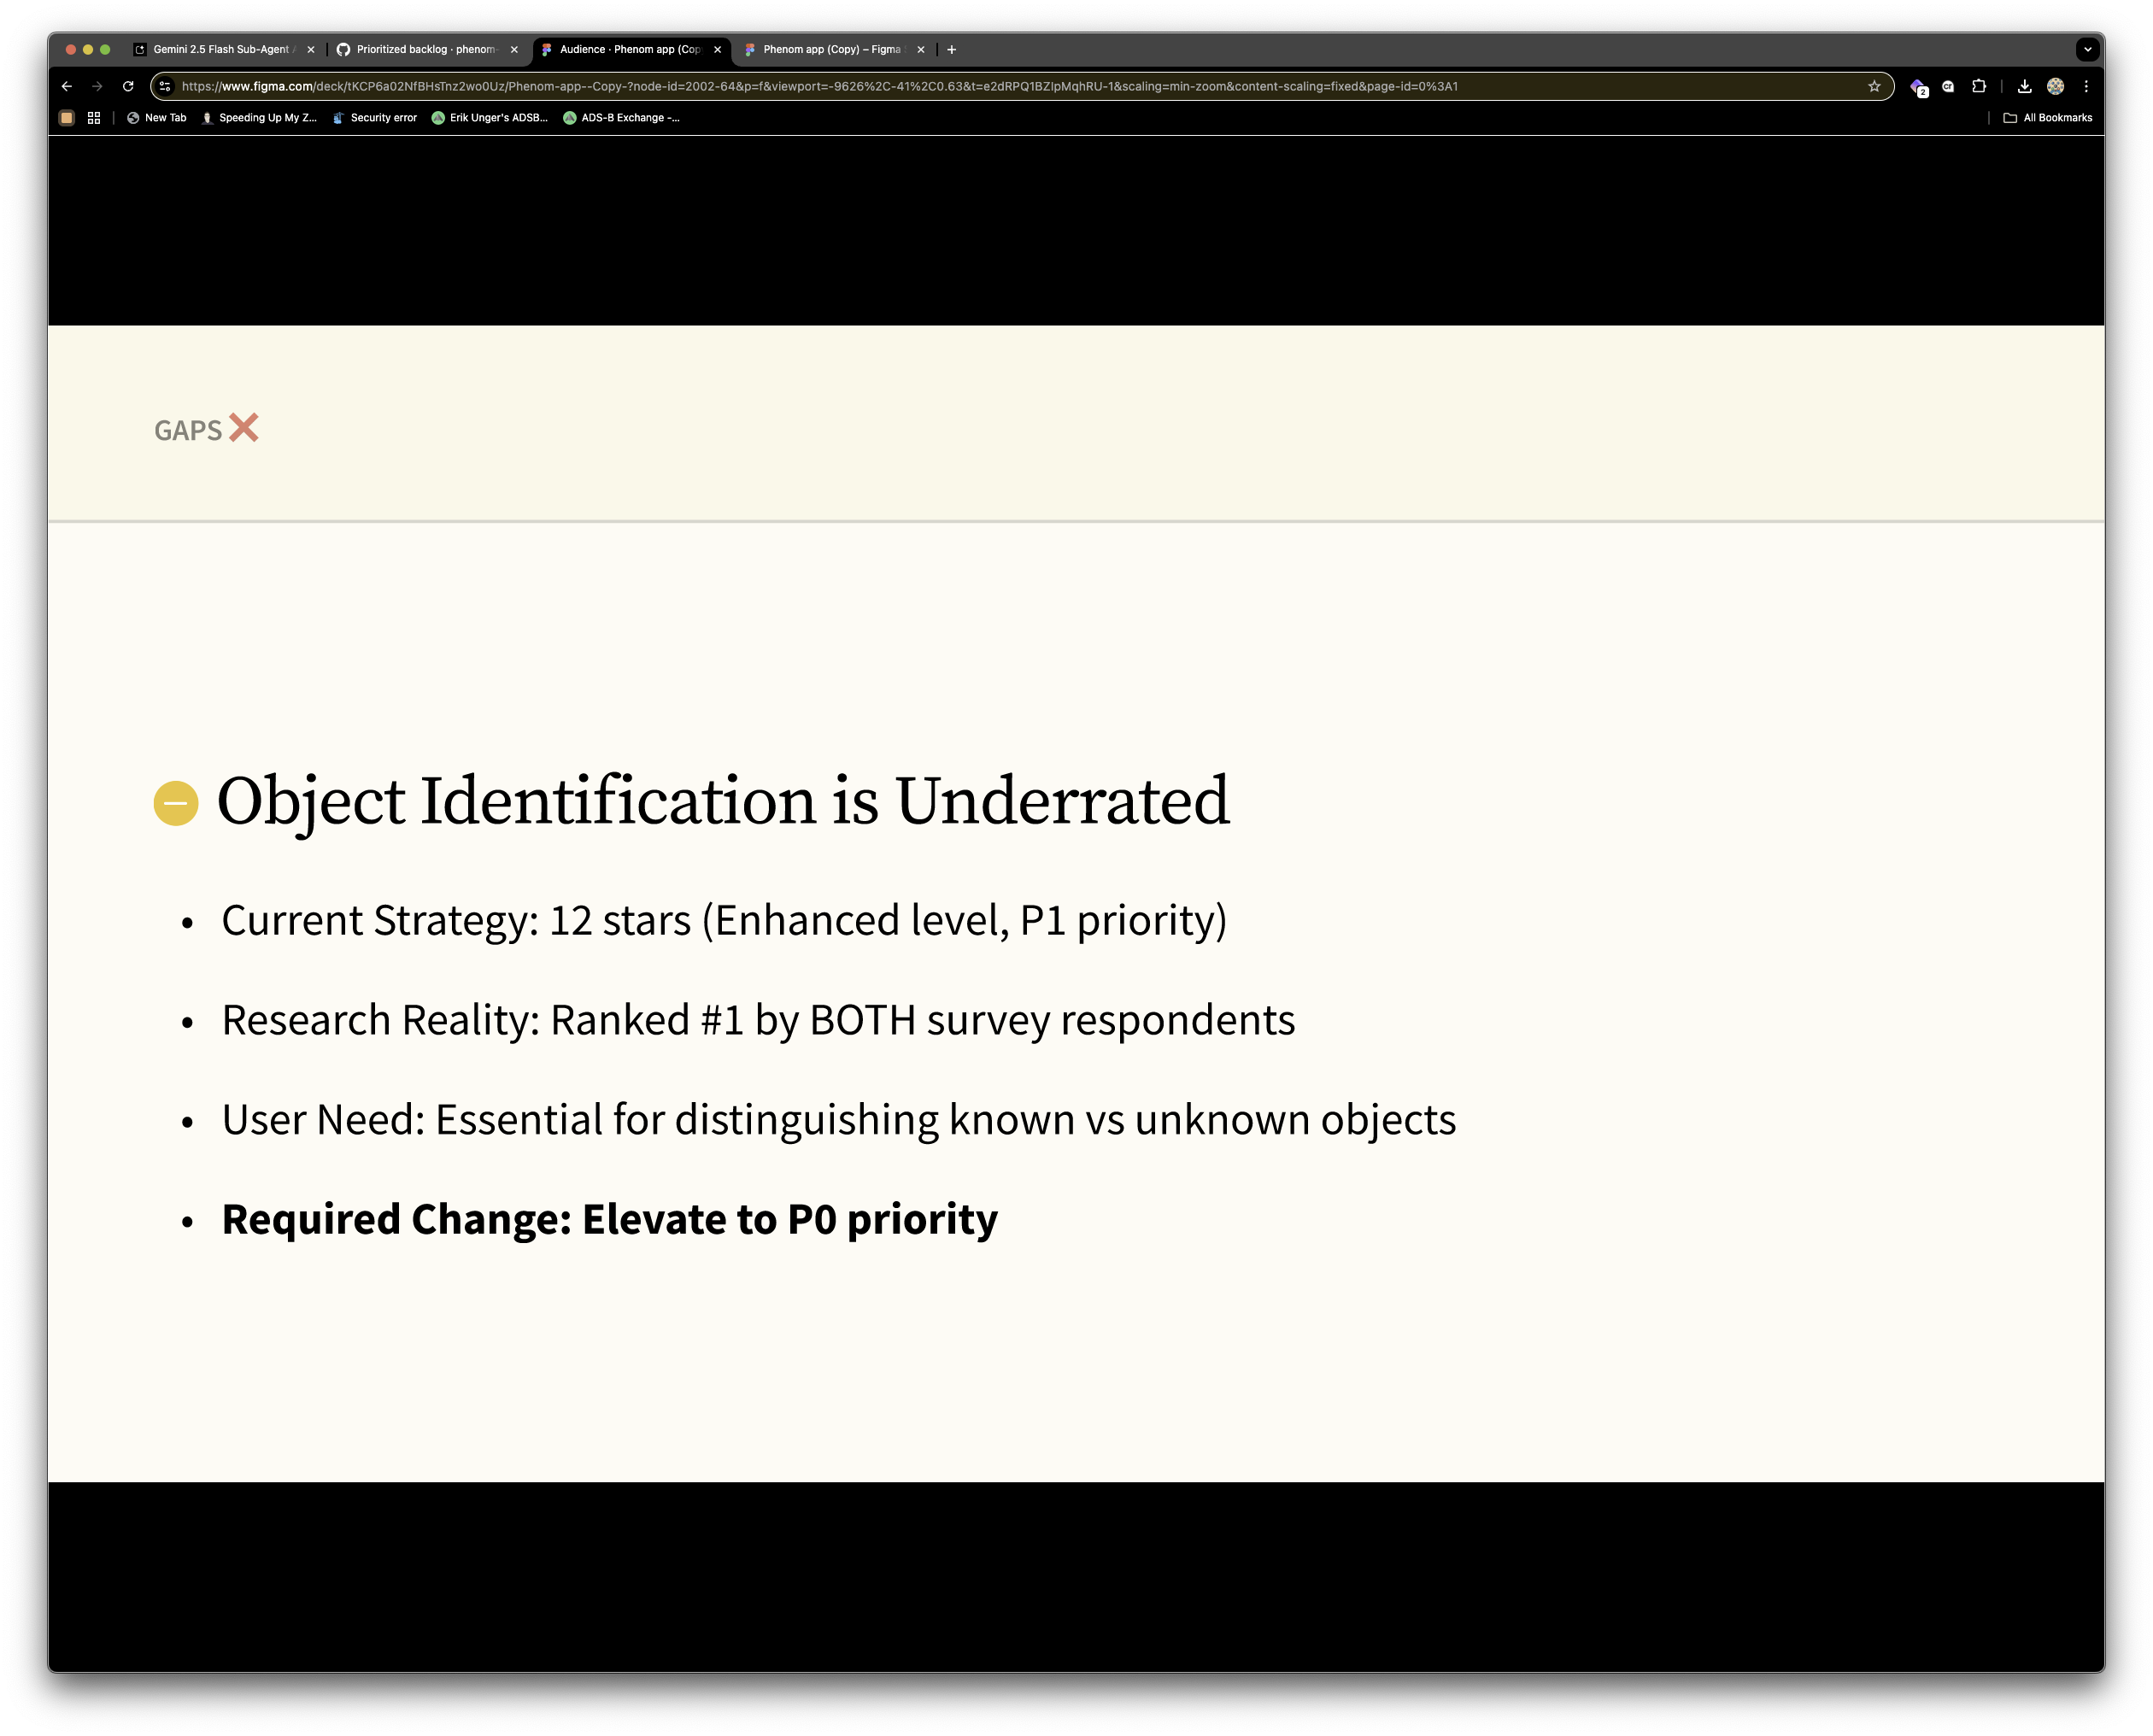 Gemini 2.5 Flash Sub-Agent
Prioritized backlog · phenom-
Audience · Phenom app (Cop
Phenom app (Copy) – Figma
https://www.figma.com/deck/tKCP6a02NfBHsTnz2wo0Uz/Phenom-app--Copy-?node-id=2002-64&p=f&viewport=-9626%2C-41%2C0.63&t=e2dRPQ1BZIpMqhRU-1&scaling=min-zoom&content-scaling=fixed&page-id=0%3A1
2
New Tab
Speeding Up My Z...
Security error
Erik Unger's ADSB...
ADS-B Exchange -...
All Bookmarks
GAPS ❌
Object Identification is Underrated
• Current Strategy: 12 stars (Enhanced level, P1 priority)
• Research Reality: Ranked #1 by BOTH survey respondents
• User Need: Essential for distinguishing known vs unknown objects
• Required Change: Elevate to P0 priority